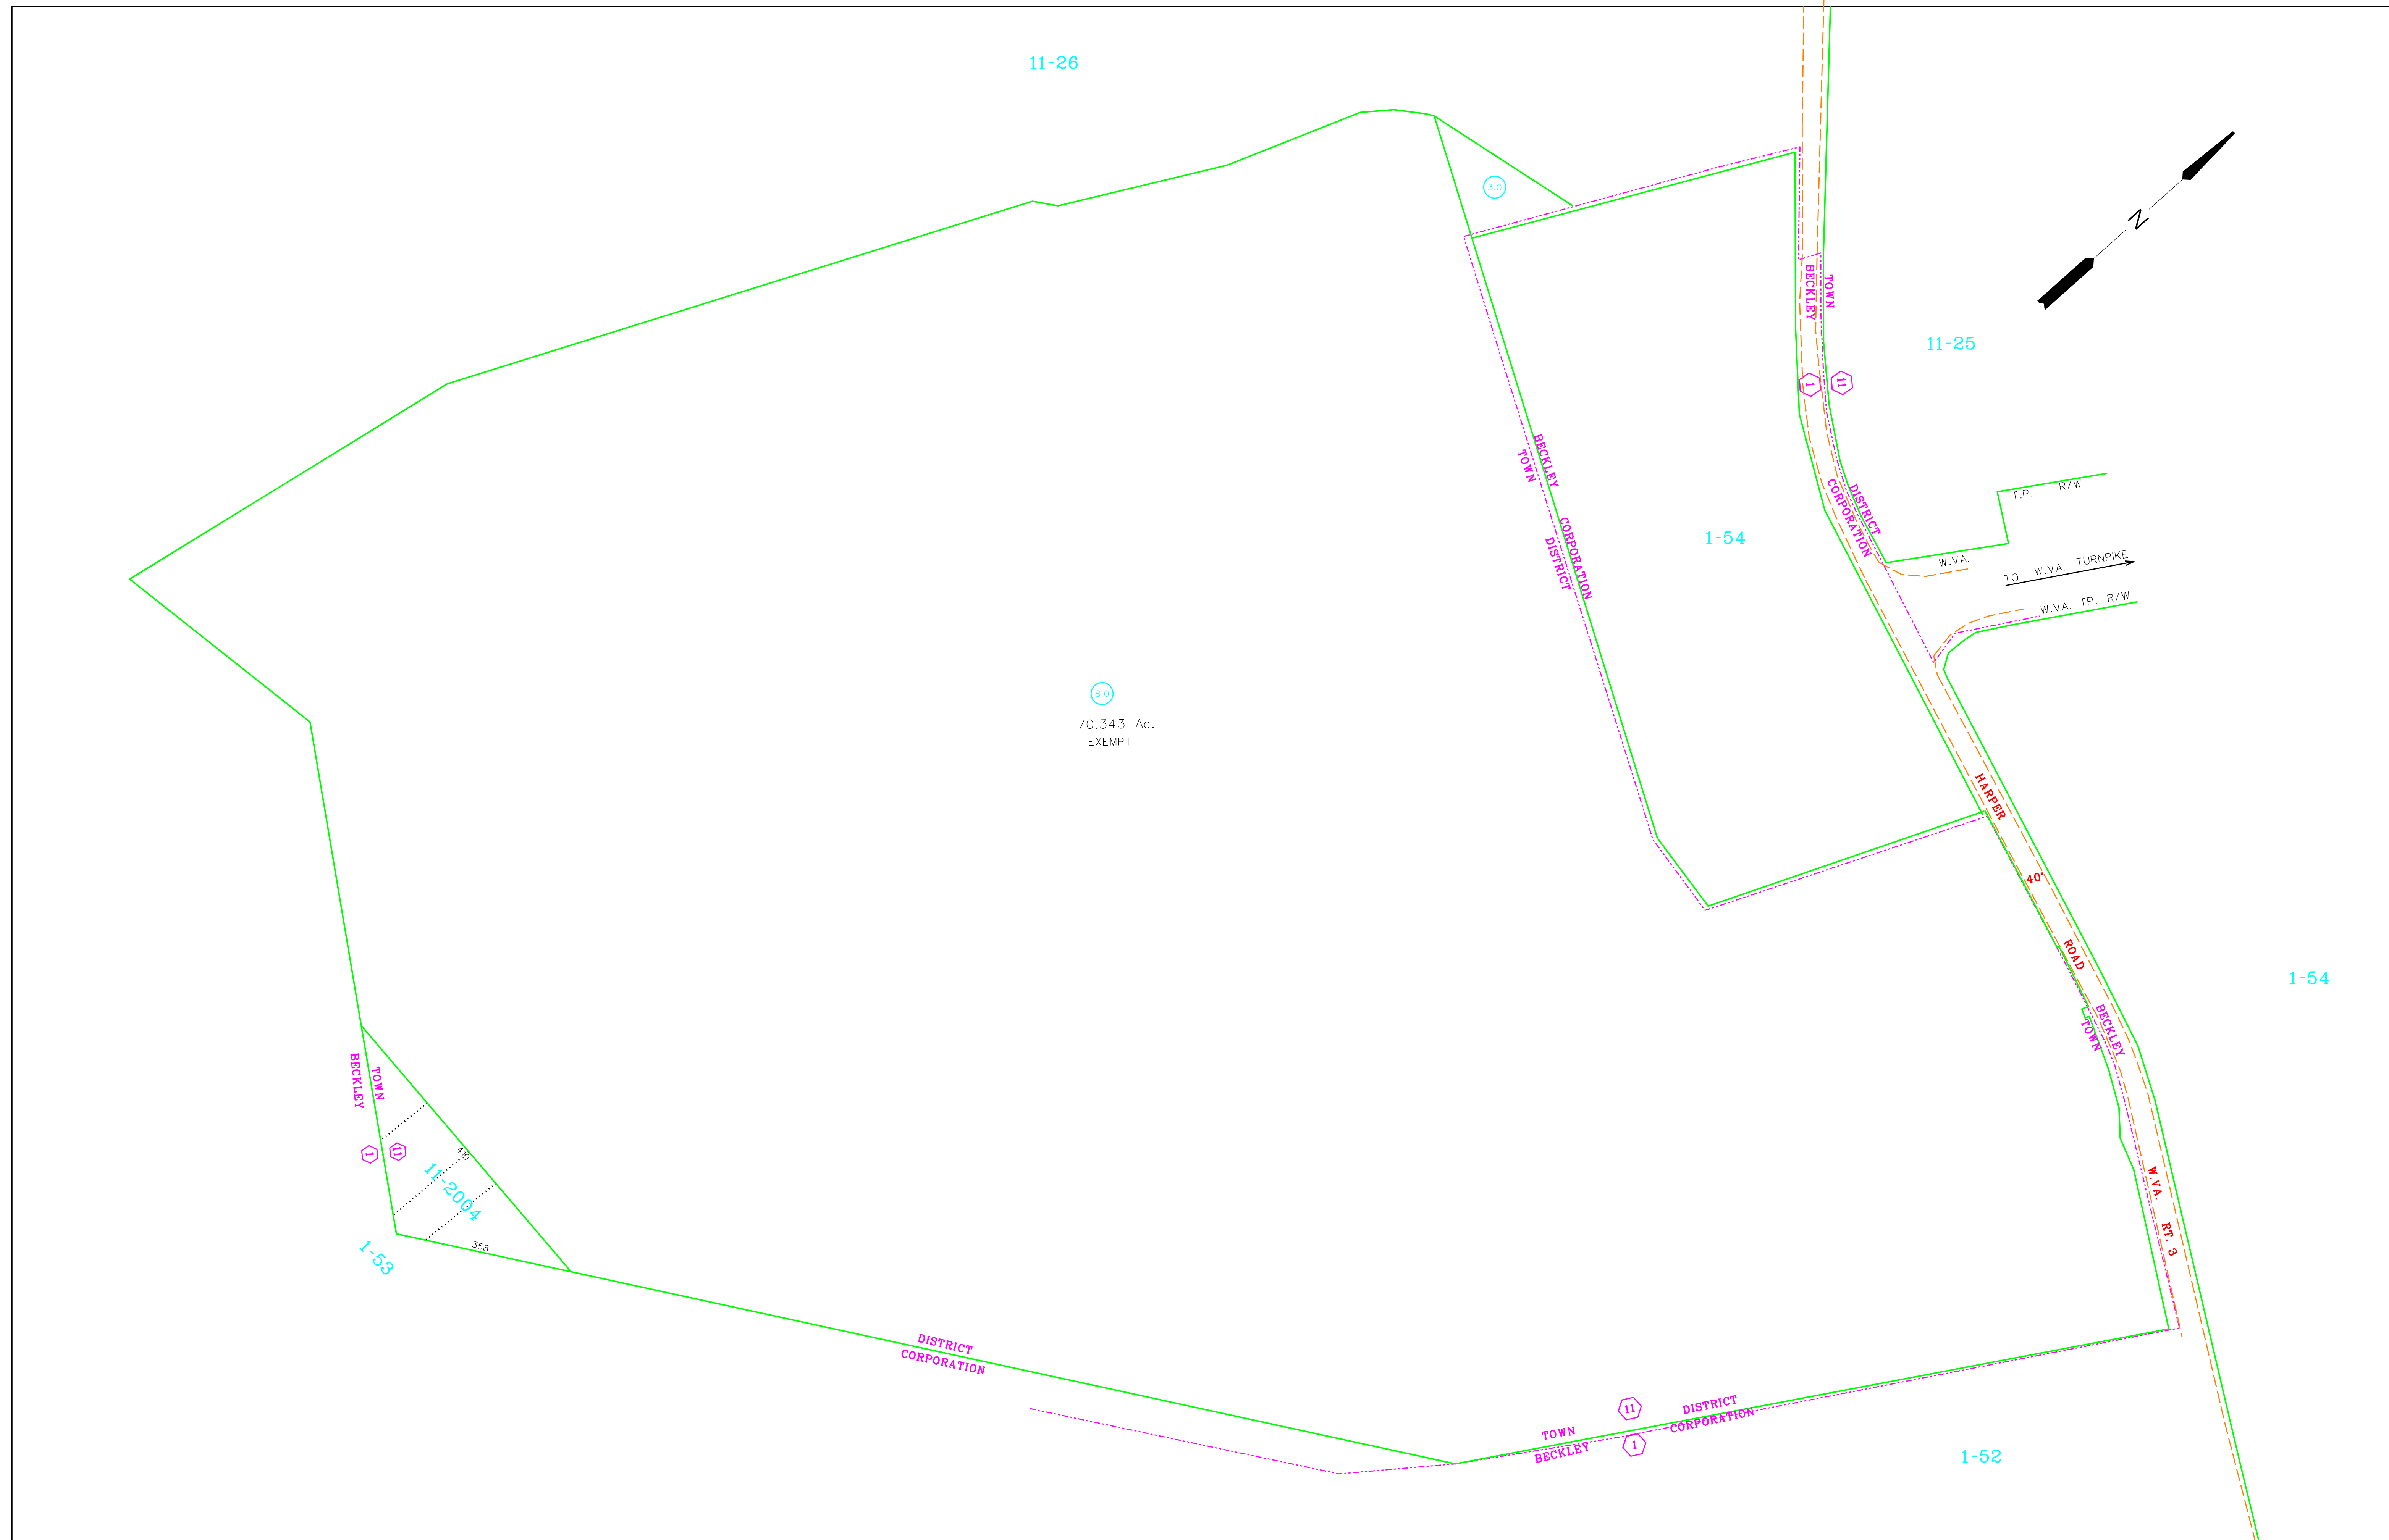 11-26
3.0
N
BECKLEY
TOWN
11-25
1
11
BECKLEY
TOWN
DISTRICT
CORPORATION
T.P. R/W
CORPORATION
DISTRICT
1-54
W.VA.
TO W.VA. TURNPIKE
W.VA. TP. R/W
8.0
70.343 Ac.
EXEMPT
HARPER
40'
ROAD
1-54
BECKLEY
TOWN
BECKLEY
TOWN
1
11
410
11-2004
W.VA. RT. 3
358
1-53
DISTRICT
CORPORATION
11
DISTRICT
CORPORATION
TOWN
BECKLEY
1
1-52